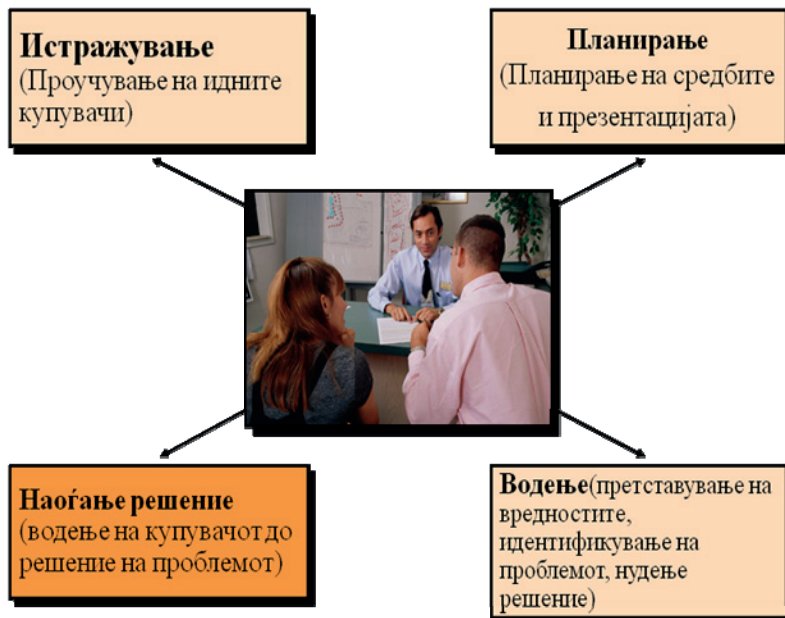 Истражување
(Проучување на идните
купувачи)
Планирање
(Планирање на средбите
и презентацијата)
Наоѓање решение
(водење на купувачот до
решение на проблемот)
Водење(претставување на
вредностите,
идентификување на
проблемот, нудење
решение)